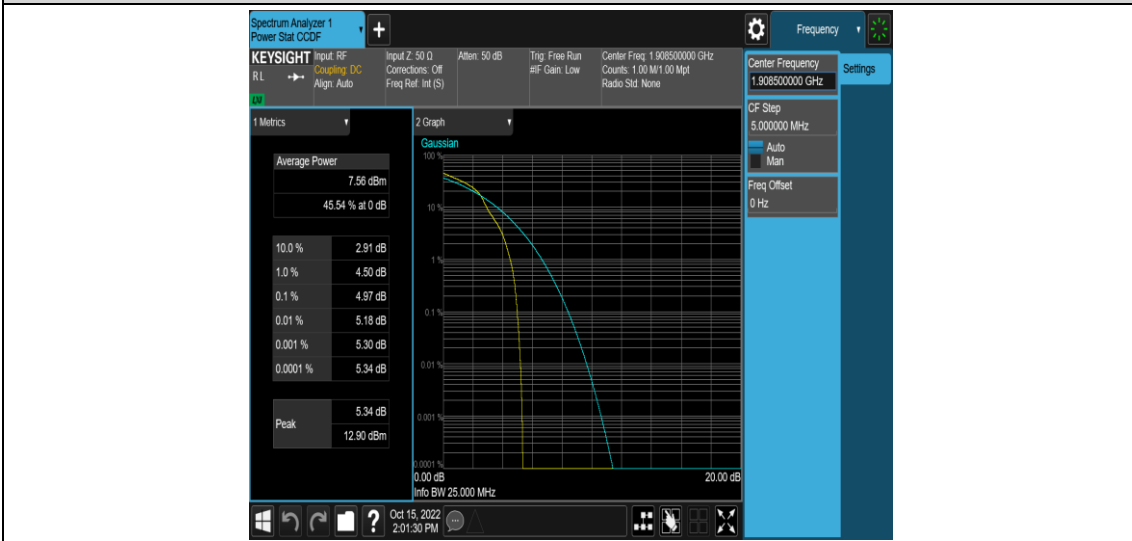 Spectrum Analyzer 1
Power Stat CCDF
Frequency
KEYSIGHT
RL
LXI
Input: RF
Coupling: DC
Align: Auto
Input Z: 50 Ω
Corrections: Off
Freq Ref: Int (S)
Atten: 50 dB
Trig: Free Run
#IF Gain: Low
Center Freq: 1.908500000 GHz
Counts: 1.00 M/1.00 Mpt
Radio Std: None
Center Frequency
1.908500000 GHz
Settings
CF Step
5.000000 MHz
Auto
Man
Freq Offset
0 Hz
1 Metrics
Average Power
7.56 dBm
45.54 % at 0 dB
10.0 % 2.91 dB
1.0 % 4.50 dB
0.1 % 4.97 dB
0.01 % 5.18 dB
0.001 % 5.30 dB
0.0001 % 5.34 dB
Peak
5.34 dB
12.90 dBm
2 Graph
Gaussian
100 %
10 %
1 %
0.1 %
0.01 %
0.001 %
0.0001 %
0.00 dB 20.00 dB
Info BW 25.000 MHz
?
Oct 15, 2022
2:01:30 PM